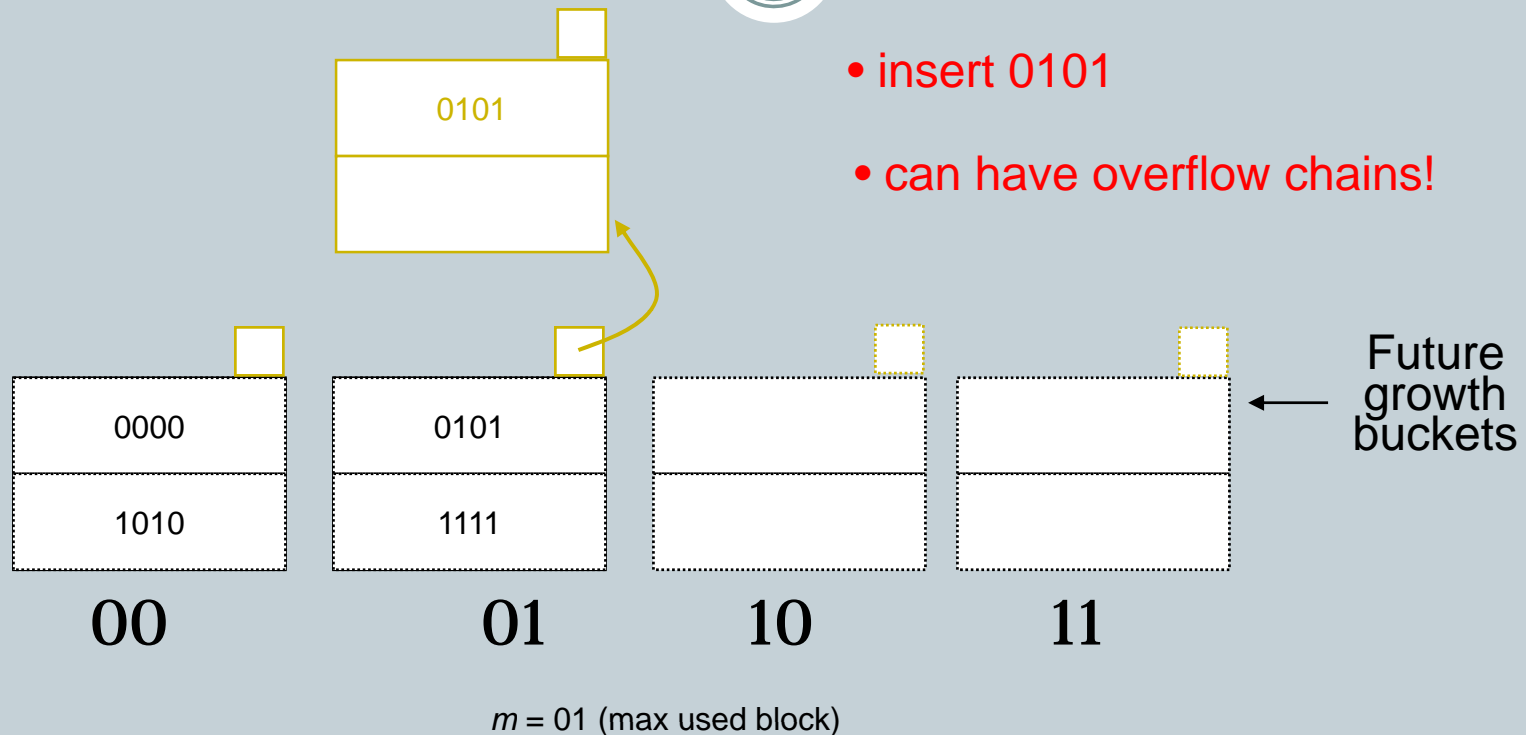 • insert 0101
0101
• can have overflow chains!
Future
growth
buckets
0000 0101
1010 1111
00 01 10 11
m = 01 (max used block)